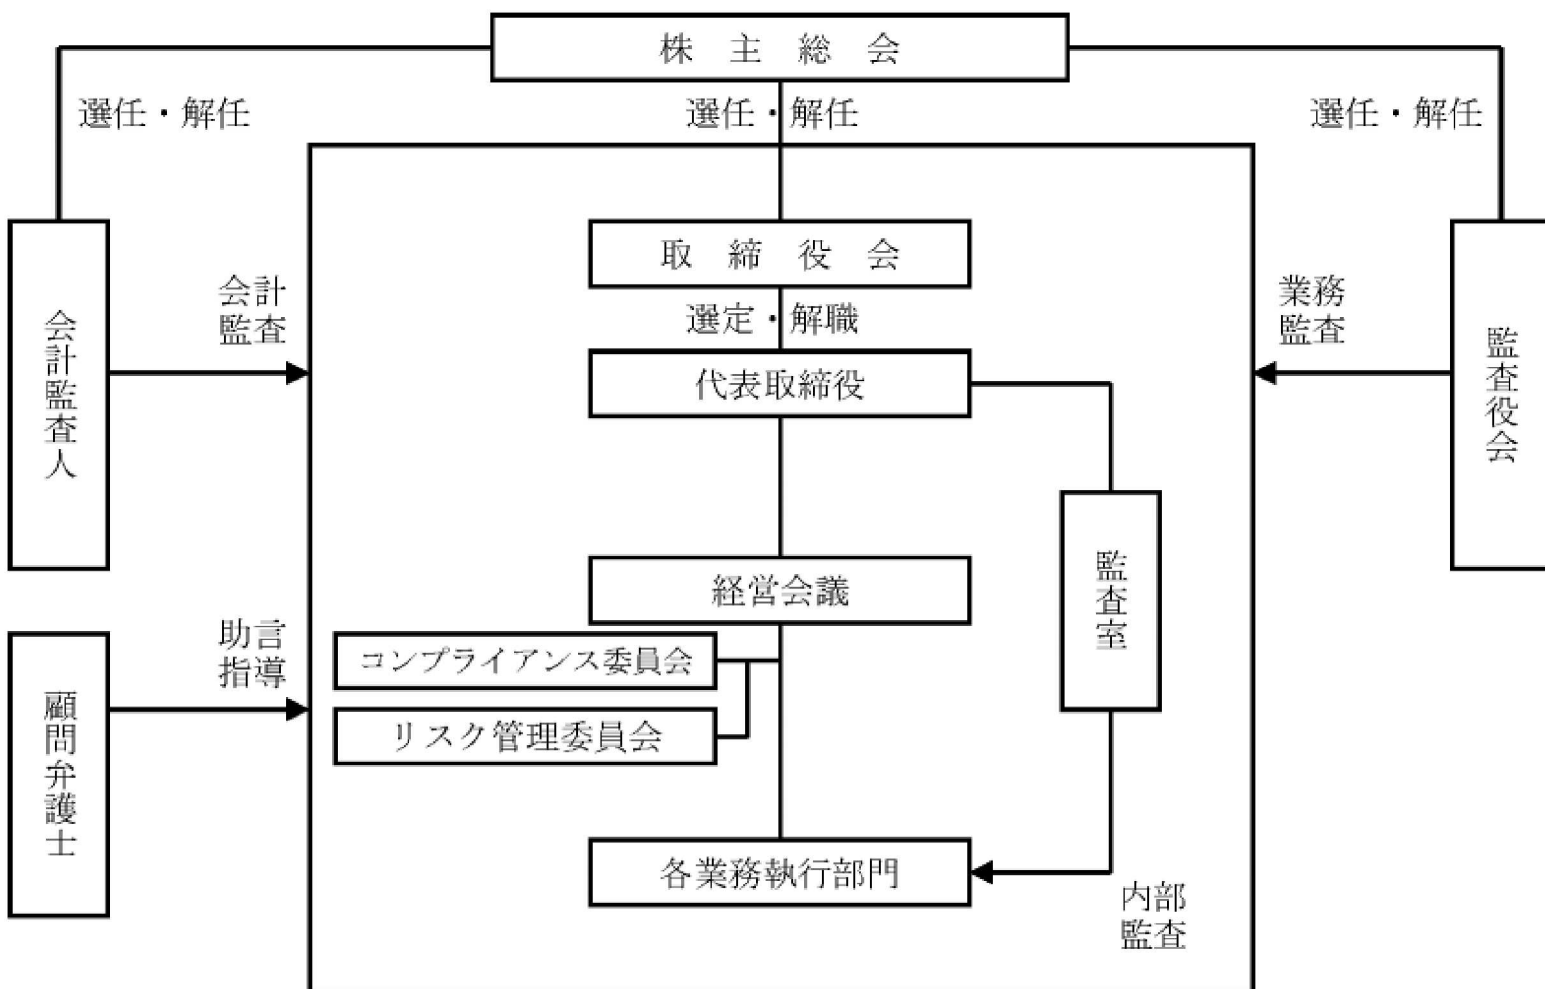 株主総会
選任・解任
選任・解任
選任・解任
取締役会
選定・解職
代表取締役
会計
監査
業務
監査
会計監査人
監査役会
経営会議
監査室
コンプライアンス委員会
リスク管理委員会
助言
指導
顧問弁護士
各業務執行部門
内部
監査